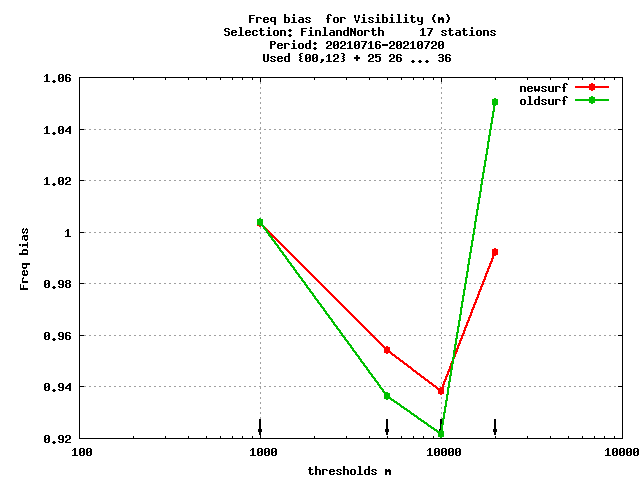 Freq bias  for Visibility (m)
Selection: FinlandNorth     17 stations
Period: 20210716-20210720
Used {00,12} + 25 26 ... 36
newsurf
oldsurf
1.06
1.04
1.02
1
0.98
0.96
0.94
0.92
Freq bias
100 1000 10000 10000
thresholds m